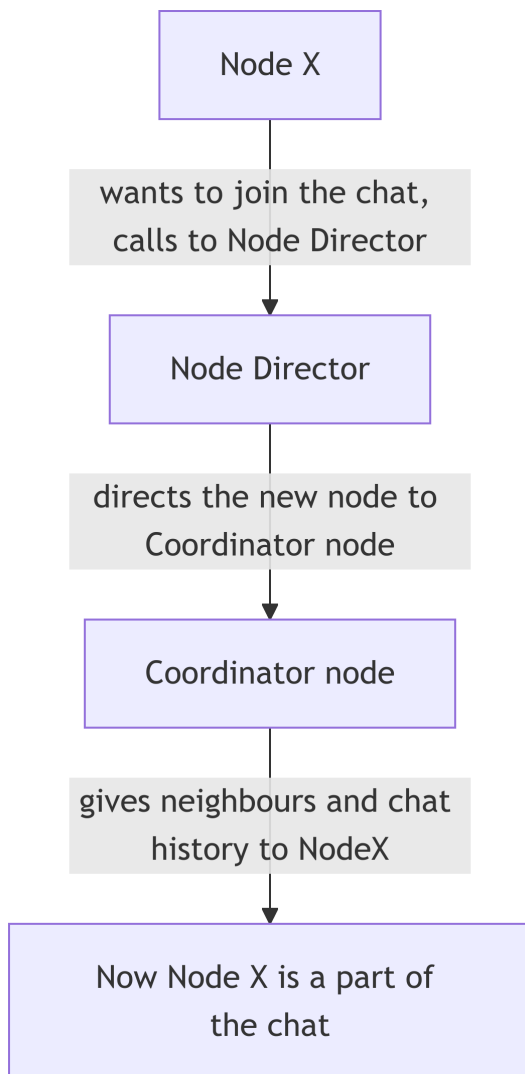 Node X
wants to join the chat,
calls to Node Director
Node Director
directs the new node to
Coordinator node
Coordinator node
gives neighbours and chat
history to NodeX
Now Node X is a part of
the chat